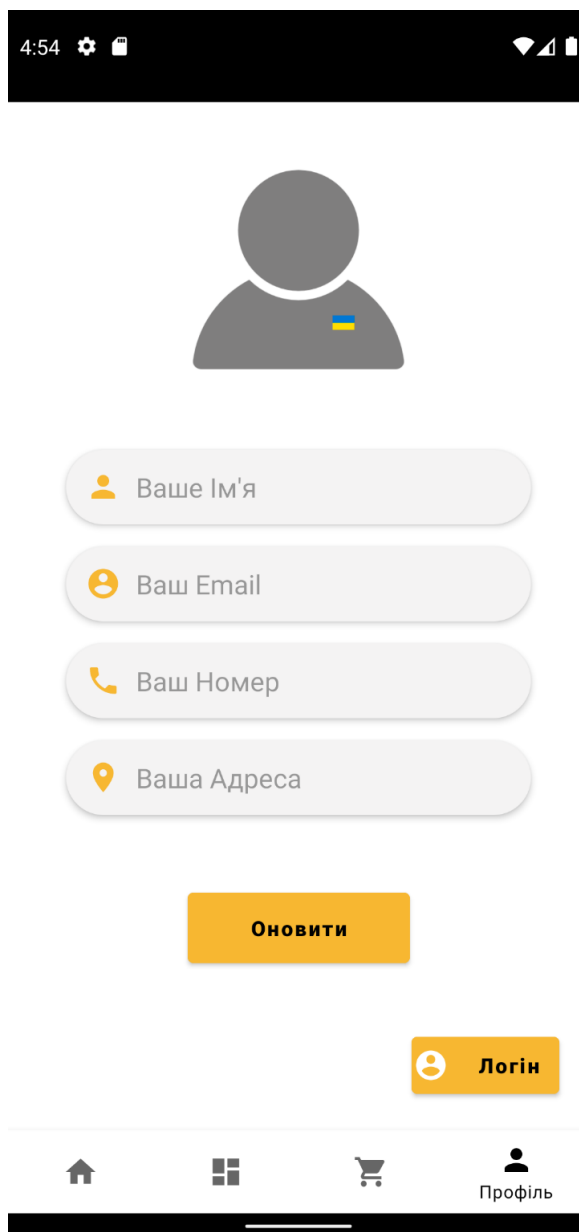 4:54
Ваше Ім'я
Ваш Email
Ваш Номер
Ваша Адреса
Оновити
Логін
Профіль